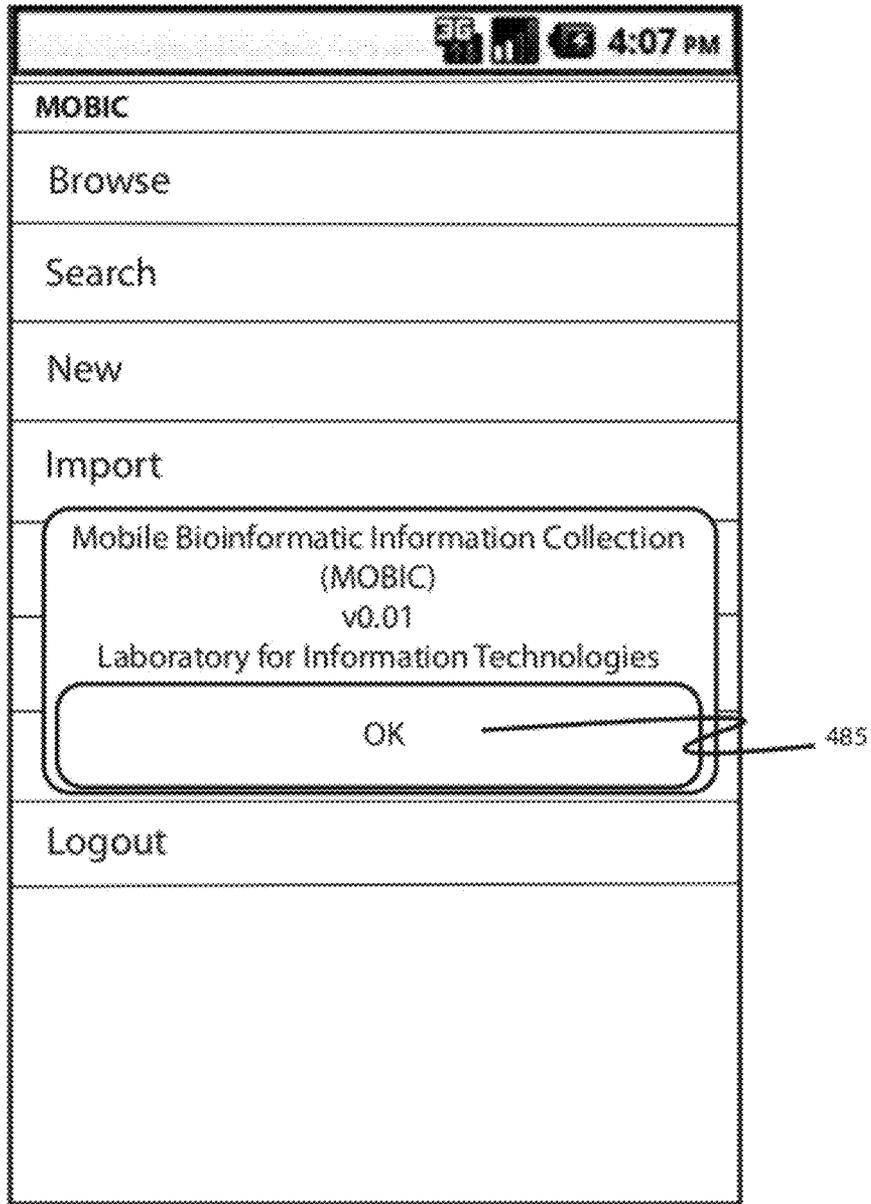 3G
4:07 PM
MOBIC
Browse
Search
New
Import
Mobile Bioinformatic Information Collection
(MOBIC)
v0.01
Laboratory for Information Technologies
OK
485
Logout